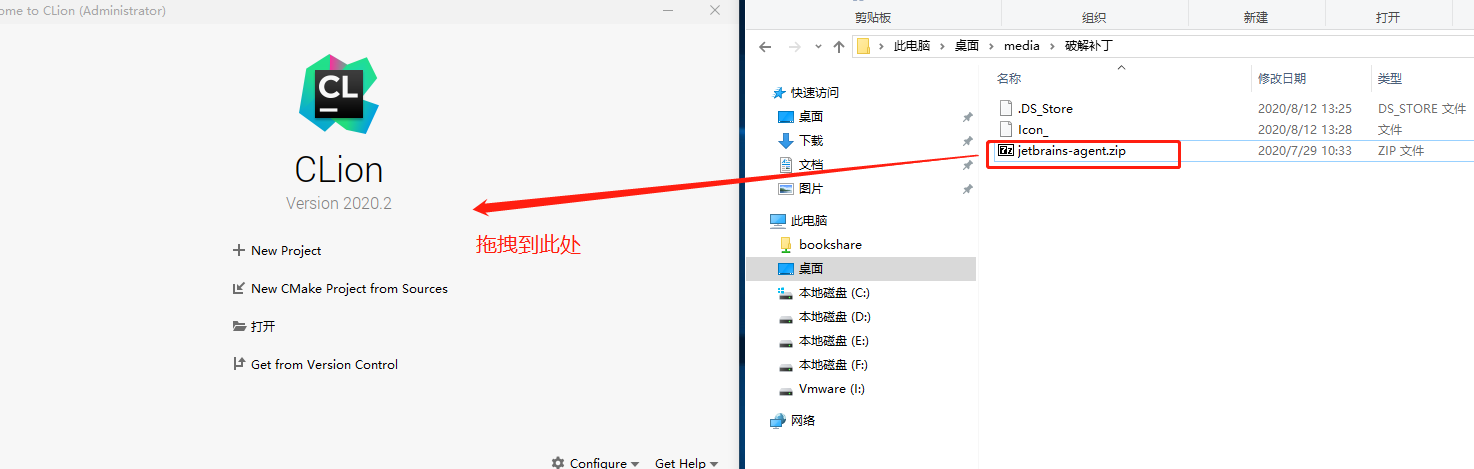 ome to CLion (Administrator)
CL
CLion
Version 2020.2
New Project
New CMake Project from Sources
打开
Get from Version Control
Configure
Get Help
拖拽到此处
剪贴板
组织
新建
打开
此电脑 > 桌面 > media > 破解补丁
名称
修改日期
类型
.DS_Store
2020/8/12 13:25
DS_STORE 文件
Icon_
2020/8/12 13:28
文件
jetbrains-agent.zip
2020/7/29 10:33
ZIP 文件
快速访问
桌面
下载
文档
图片
此电脑
bookshare
桌面
本地磁盘 (C:)
本地磁盘 (D:)
本地磁盘 (E:)
本地磁盘 (F:)
Vmware (I:)
网络